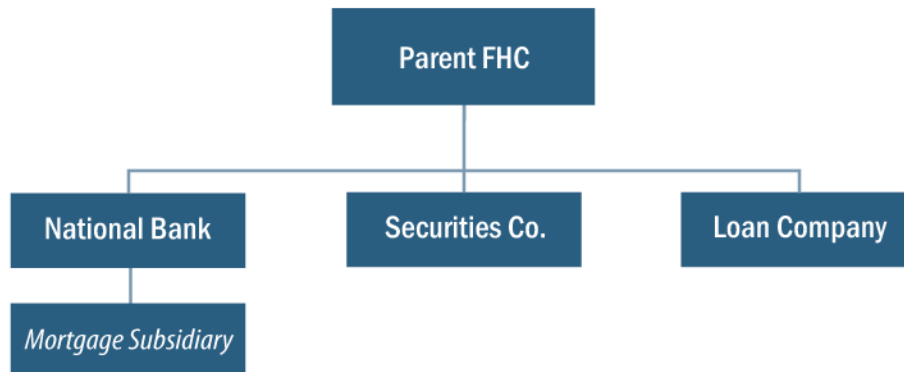 Parent FHC
National Bank
Securities Co.
Loan Company
Mortgage Subsidiary